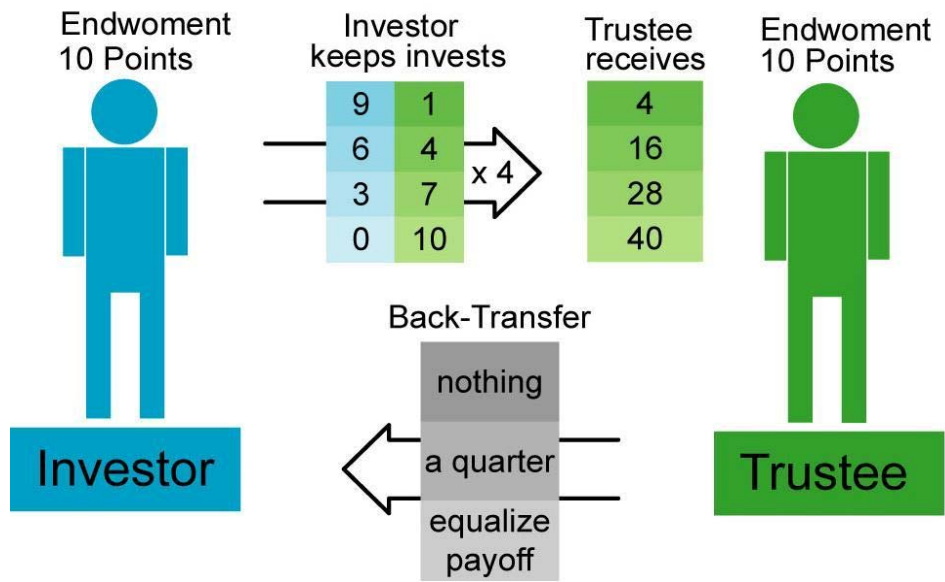 Endwoment
10 Points
Investor
keeps invests
9 1
6 4
3 7
0 10
x 4
Trustee
receives
4
16
28
40
Endwoment
10 Points
Back-Transfer
nothing
a quarter
equalize
payoff
Investor
Trustee